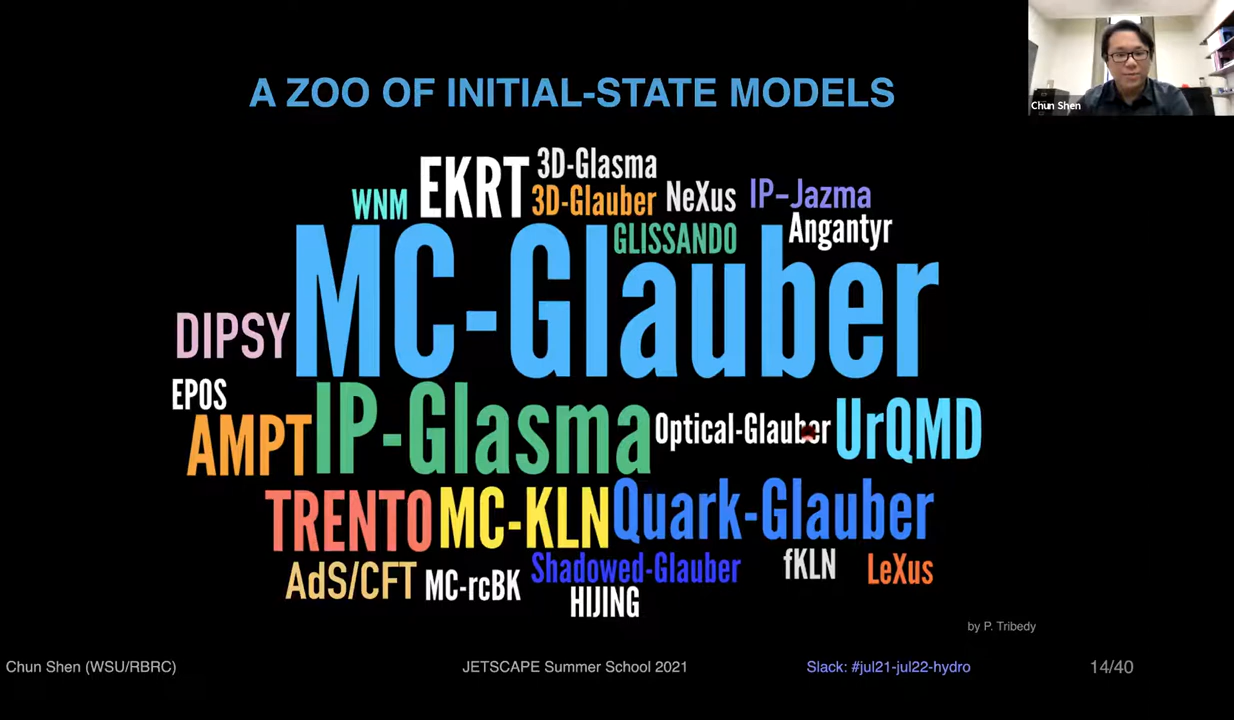 Chun Shen
A ZOO OF INITIAL-STATE MODELS
EKRT
3D-Glasma
WNM
3D-Glauber
NeXus
IP-Jazma
Angantyr
GLISSANDO
MC-Glauber
DIPSY
EPOS
AMPT
IP-Glasma
Optical-Glauber
UrQMD
TRENTO
MC-KLN
Quark-Glauber
AdS/CFT
MC-rcBK
Shadowed-Glauber
fKLN
LeXus
HIJING
by P. Tribedy
Chun Shen (WSU/RBRC)
JETSCAPE Summer School 2021
Slack: #jul21-jul22-hydro
14/40